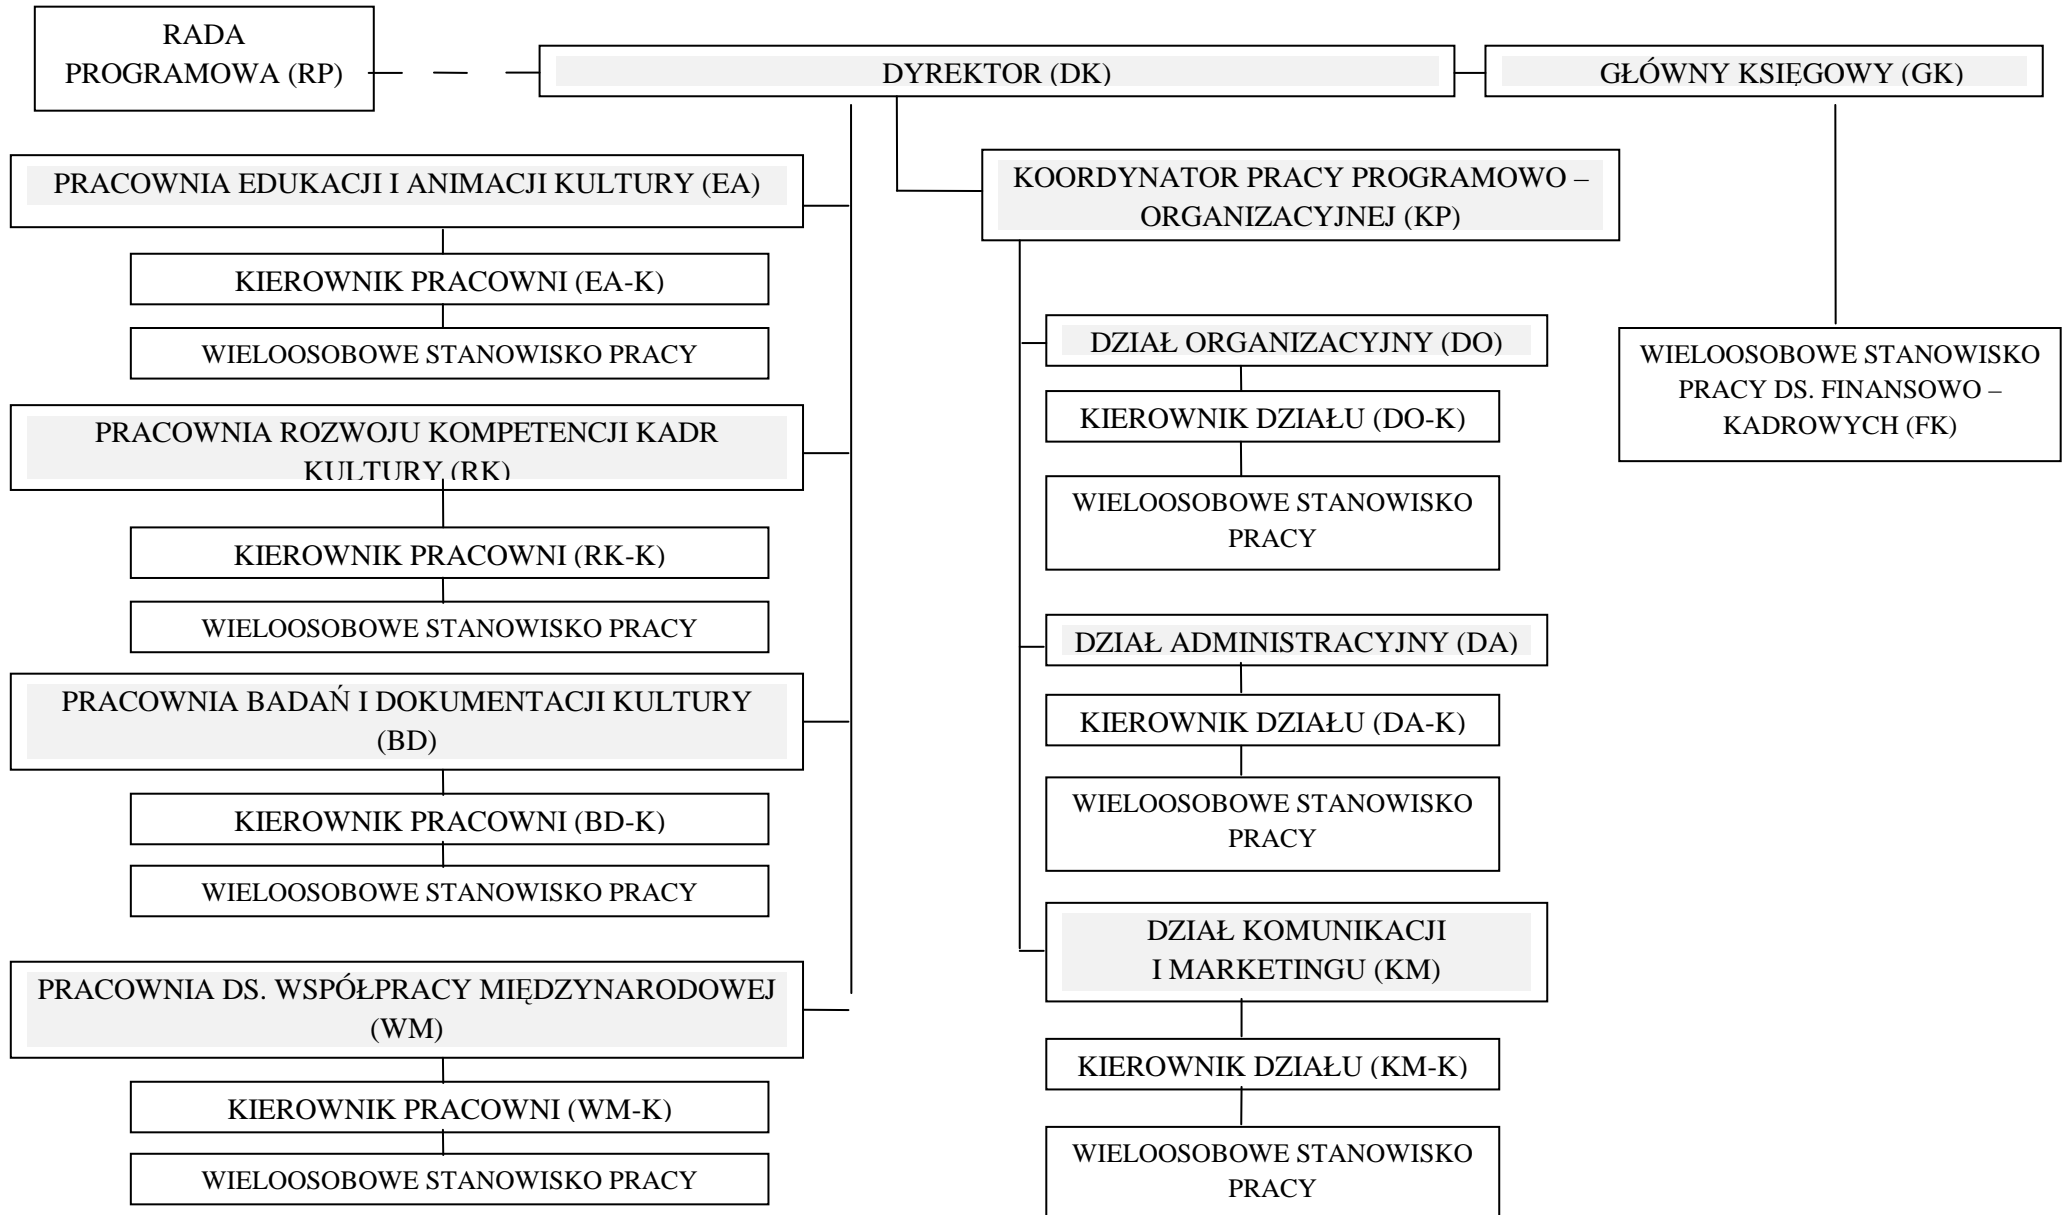 RADA
PROGRAMOWA (RP)
DYREKTOR (DK)
GŁÓWNY KSIĘGOWY (GK)
PRACOWNIA EDUKACJI I ANIMACJI KULTURY (EA)
KIEROWNIK PRACOWNI (EA-K)
WIELOOSOBOWE STANOWISKO PRACY
PRACOWNIA ROZWOJU KOMPETENCJI KADR
KULTURY (RK)
KIEROWNIK PRACOWNI (RK-K)
WIELOOSOBOWE STANOWISKO PRACY
PRACOWNIA BADAŃ I DOKUMENTACJI KULTURY
(BD)
KIEROWNIK PRACOWNI (BD-K)
WIELOOSOBOWE STANOWISKO PRACY
PRACOWNIA DS. WSPÓŁPRACY MIĘDZYNARODOWEJ
(WM)
KIEROWNIK PRACOWNI (WM-K)
WIELOOSOBOWE STANOWISKO PRACY
KOORDYNATOR PRACY PROGRAMOWO –
ORGANIZACYJNEJ (KP)
DZIAŁ ORGANIZACYJNY (DO)
KIEROWNIK DZIAŁU (DO-K)
WIELOOSOBOWE STANOWISKO
PRACY
DZIAŁ ADMINISTRACYJNY (DA)
KIEROWNIK DZIAŁU (DA-K)
WIELOOSOBOWE STANOWISKO
PRACY
DZIAŁ KOMUNIKACJI
I MARKETINGU (KM)
KIEROWNIK DZIAŁU (KM-K)
WIELOOSOBOWE STANOWISKO
PRACY
WIELOOSOBOWE STANOWISKO
PRACY DS. FINANSOWO –
KADROWYCH (FK)